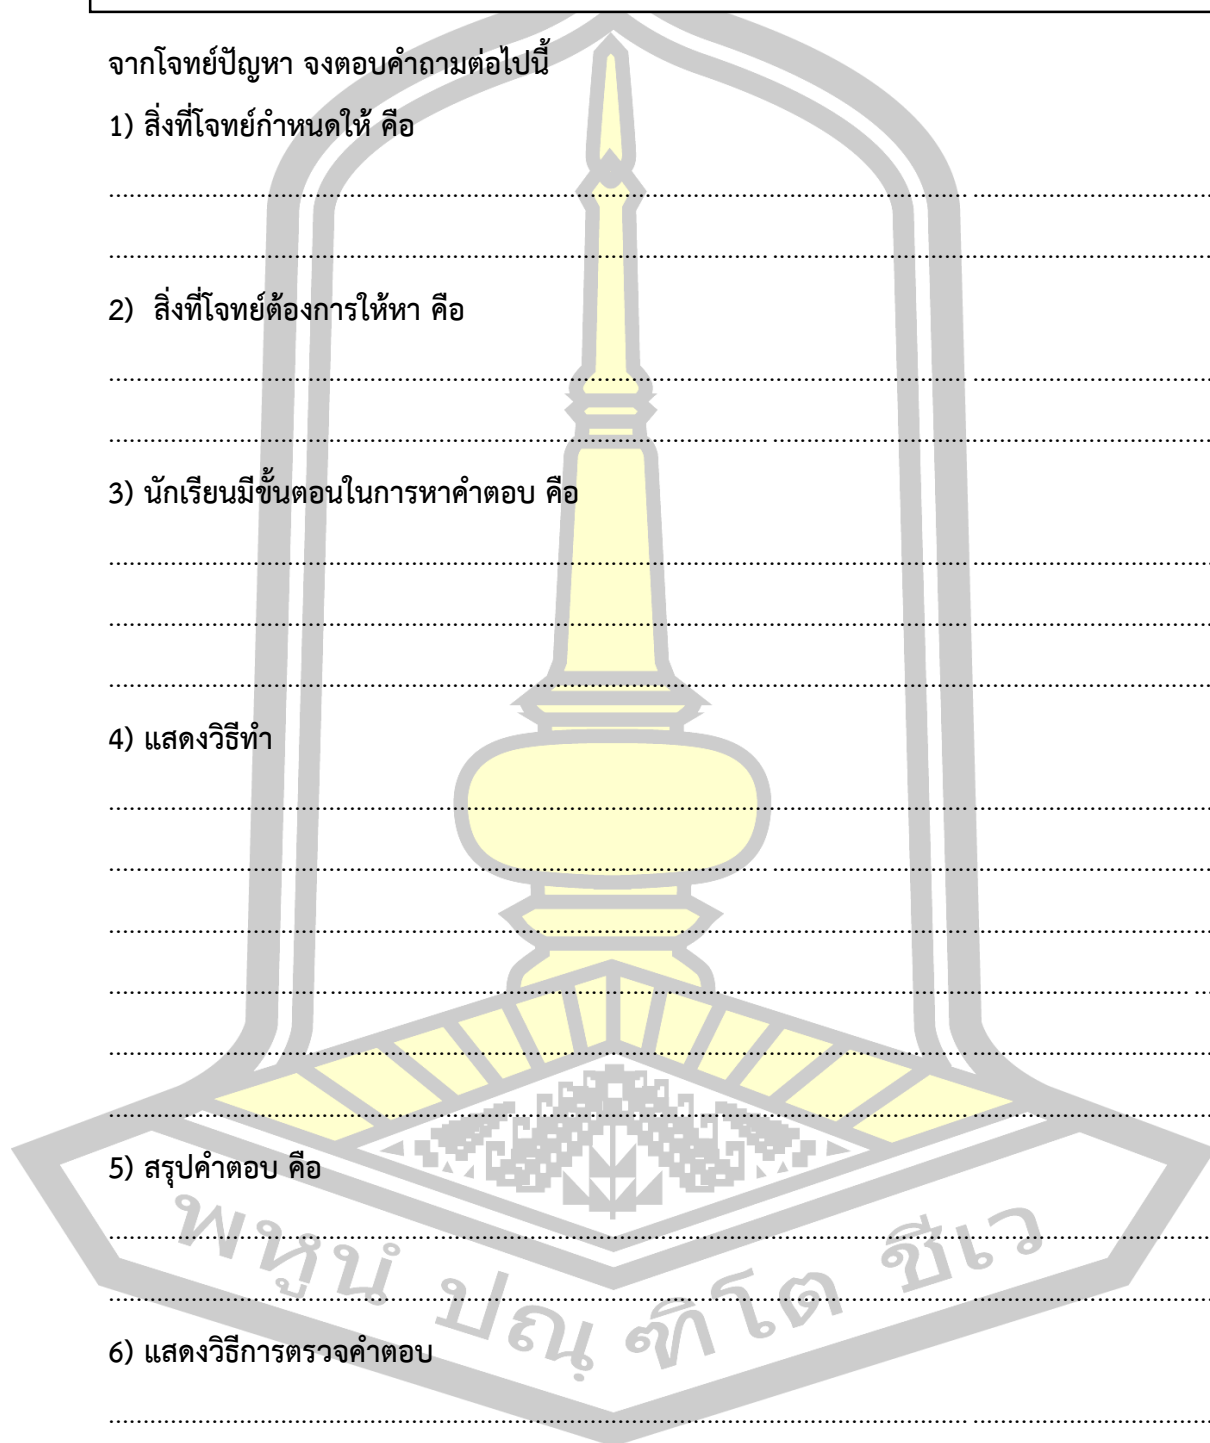 จากโจทย์ปัญหา จงตอบคำถามต่อไปนี้
1) สิ่งที่โจทย์กำหนดให้ คือ
2) สิ่งที่โจทย์ต้องการให้หา คือ
3) นักเรียนมีขั้นตอนในการหาคำตอบ คือ
4) แสดงวิธีทำ
5) สรุปคำตอบ คือ
พหูนํ ปณฺฑิโต ชีเว
6) แสดงวิธีการตรวจคำตอบ